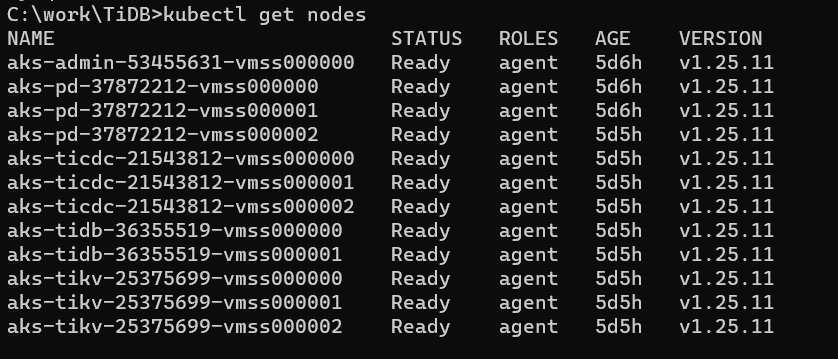 C:\work\TiDB>kubectl get nodes
NAME STATUS ROLES AGE VERSION
aks-admin-53455631-vmss000000 Ready agent 5d6h v1.25.11
aks-pd-37872212-vmss000000 Ready agent 5d6h v1.25.11
aks-pd-37872212-vmss000001 Ready agent 5d6h v1.25.11
aks-pd-37872212-vmss000002 Ready agent 5d5h v1.25.11
aks-ticdc-21543812-vmss000000 Ready agent 5d5h v1.25.11
aks-ticdc-21543812-vmss000001 Ready agent 5d5h v1.25.11
aks-ticdc-21543812-vmss000002 Ready agent 5d5h v1.25.11
aks-tidb-36355519-vmss000000 Ready agent 5d5h v1.25.11
aks-tidb-36355519-vmss000001 Ready agent 5d5h v1.25.11
aks-tikv-25375699-vmss000000 Ready agent 5d5h v1.25.11
aks-tikv-25375699-vmss000001 Ready agent 5d5h v1.25.11
aks-tikv-25375699-vmss000002 Ready agent 5d5h v1.25.11